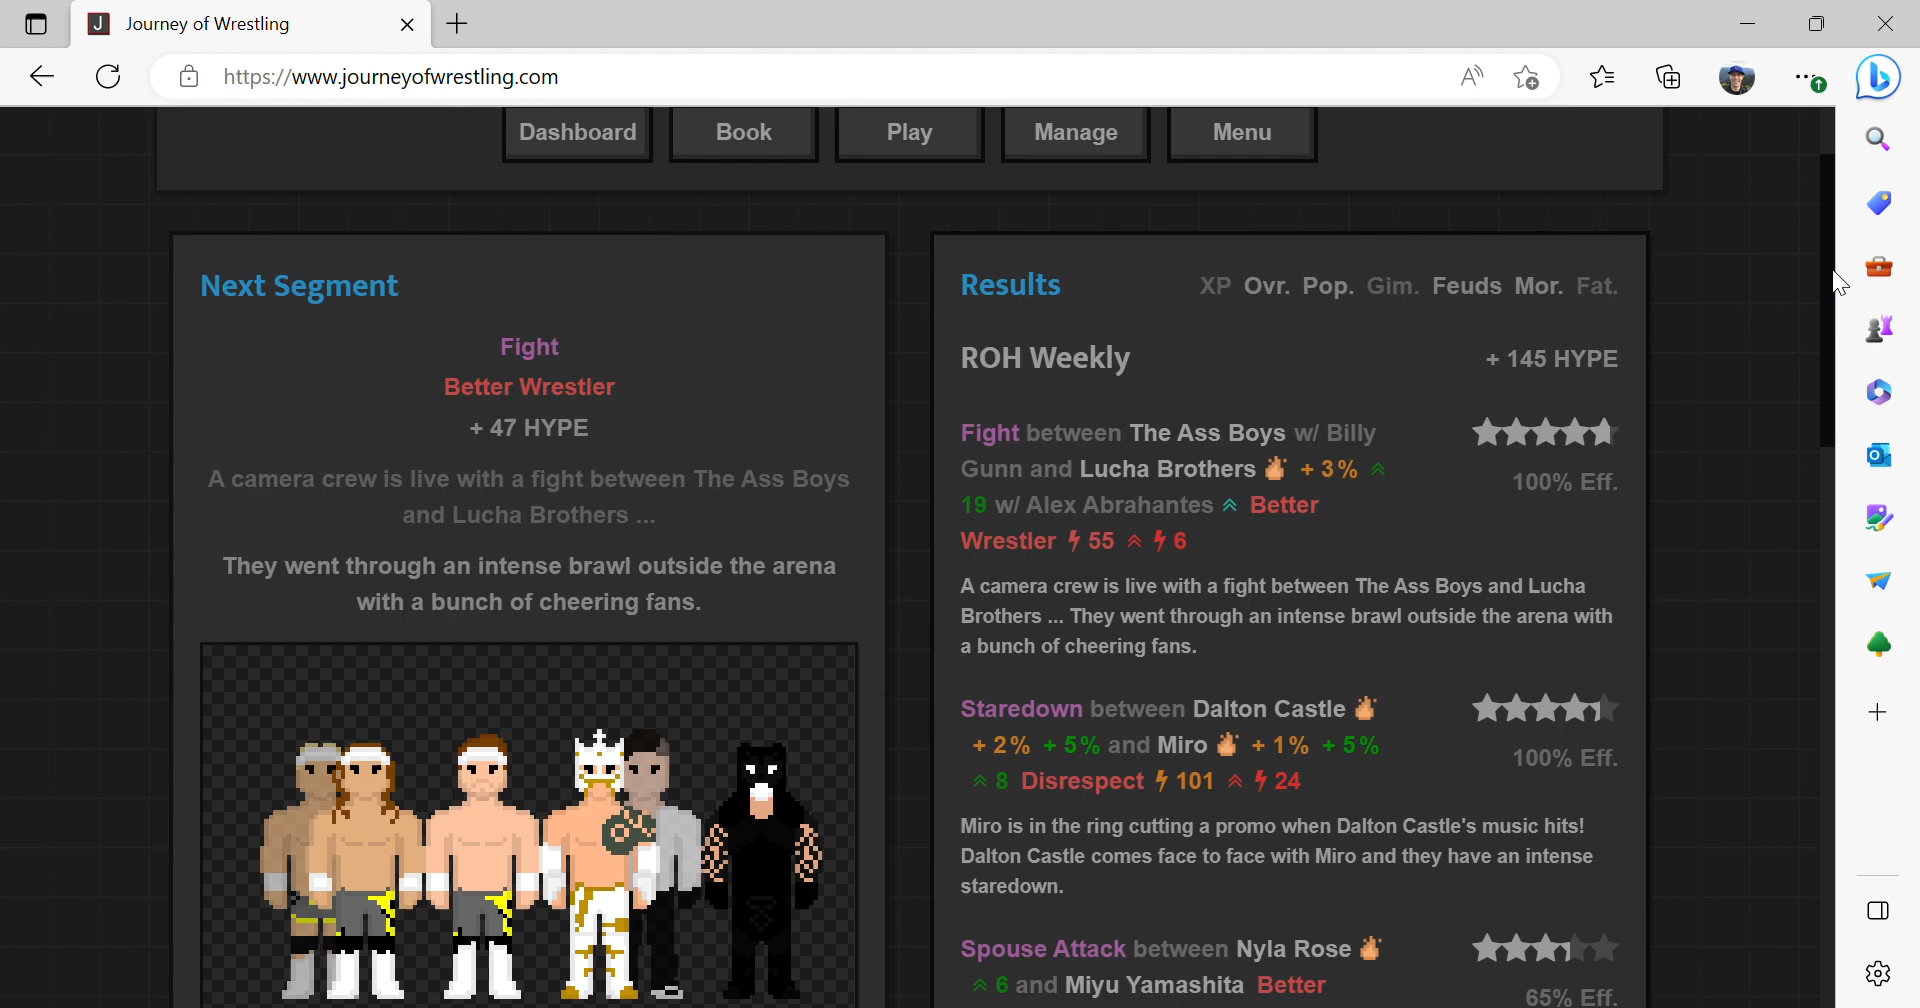 Journey of Wrestling
https://www.journeyofwrestling.com
Dashboard
Book
Play
Manage
Menu
Next Segment
Fight
Better Wrestler
+ 47 HYPE
A camera crew is live with a fight between The Ass Boys
and Lucha Brothers ...
They went through an intense brawl outside the arena
with a bunch of cheering fans.
Results
XP Ovr. Pop. Gim. Feuds Mor. Fat.
ROH Weekly
+ 145 HYPE
Fight between The Ass Boys w/ Billy
Gunn and Lucha Brothers + 3%
19 w/ Alex Abrahantes Better
Wrestler 55 6
100% Eff.
A camera crew is live with a fight between The Ass Boys and Lucha
Brothers ... They went through an intense brawl outside the arena with
a bunch of cheering fans.
Staredown between Dalton Castle
+ 2% + 5% and Miro + 1% + 5%
8 Disrespect 101 24
100% Eff.
Miro is in the ring cutting a promo when Dalton Castle's music hits!
Dalton Castle comes face to face with Miro and they have an intense
staredown.
Spouse Attack between Nyla Rose
6 and Miyu Yamashita Better
65% Eff.